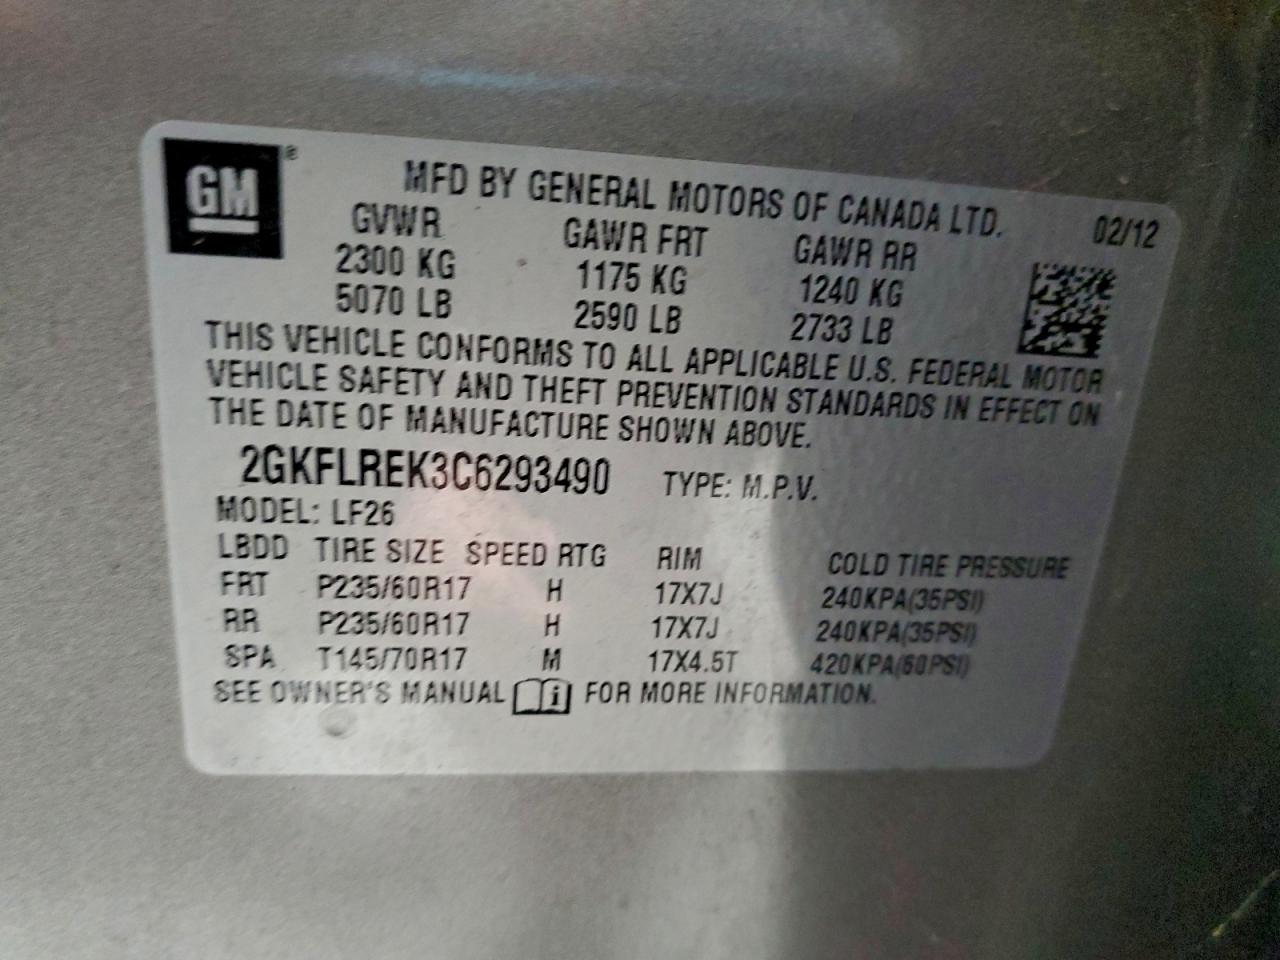 GM ®
MFD BY GENERAL MOTORS OF CANADA LTD. 02/12
GVWR GAWR FRT GAWR RR
2300 KG 1175 KG 1240 KG
5070 LB 2590 LB 2733 LB
THIS VEHICLE CONFORMS TO ALL APPLICABLE U.S. FEDERAL MOTOR
VEHICLE SAFETY AND THEFT PREVENTION STANDARDS IN EFFECT ON
THE DATE OF MANUFACTURE SHOWN ABOVE.
2GKFLREK3C6293490 TYPE: M.P.V.
MODEL: LF26
LBDD TIRE SIZE SPEED RTG RIM COLD TIRE PRESSURE
FRT P235/60R17 H 17X7J 240KPA(35PSI)
RR P235/60R17 H 17X7J 240KPA(35PSI)
SPA T145/70R17 M 17X4.5T 420KPA(60PSI)
SEE OWNER'S MANUAL i FOR MORE INFORMATION.